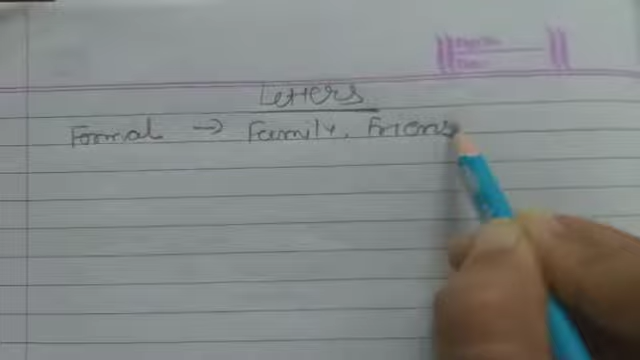 Letters
Formal → Family, Friens